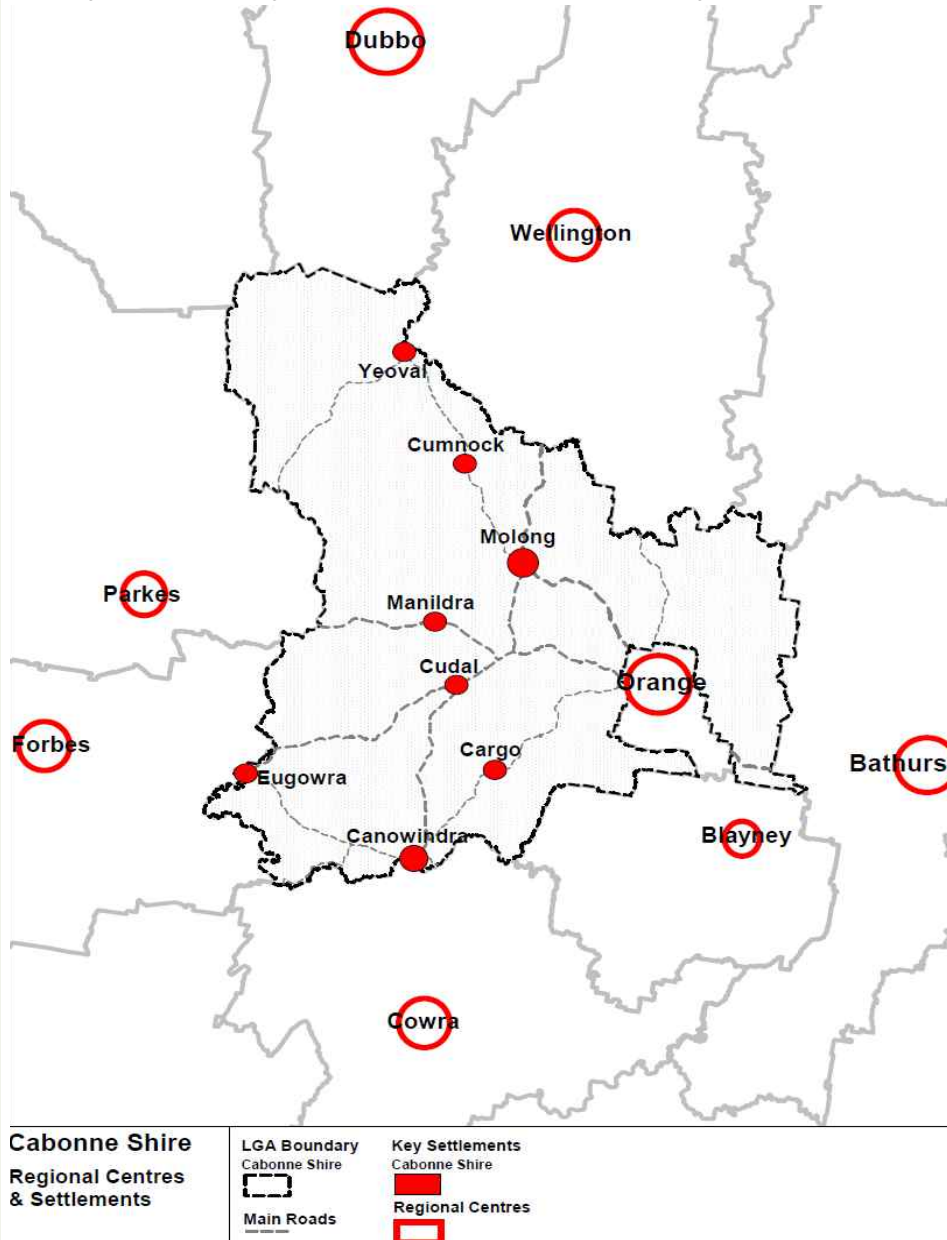 Dubbo
Wellington
Yeoval
Cumnock
Molong
Parkes
Manildra
Cudal
Orange
Forbes
Cargo
Eugowra
Bathurs
Canowindra
Blayney
Cowra
Cabonne Shire
Regional Centres
& Settlements
LGA Boundary
Cabonne Shire
Main Roads
Key Settlements
Cabonne Shire
Regional Centres